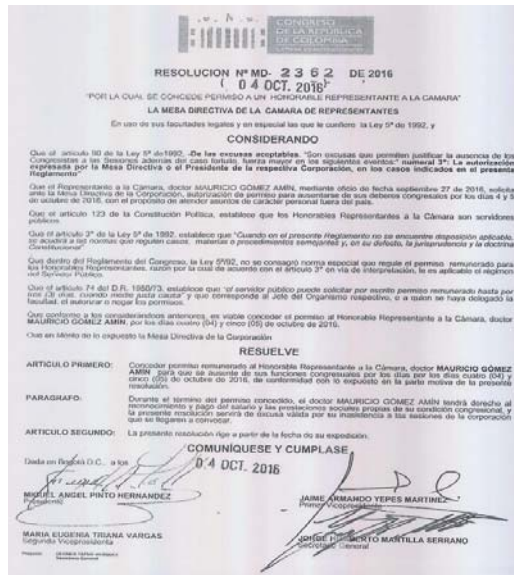 CONGRESO
DE LA REPÚBLICA
DE COLOMBIA
RESOLUCION Nº MD- 2362 DE 2016
( 04 OCT. 2016 )
"POR LA CUAL SE CONCEDE PERMISO A UN HONORABLE REPRESENTANTE A LA CAMARA"
LA MESA DIRECTIVA DE LA CAMARA DE REPRESENTANTES
En uso de sus facultades legales y en especial las que le confiere la Ley 5ª de 1992, y
CONSIDERANDO
Que el artículo 90 de la Ley 5ª de1992, -De las excusas aceptables. "Son excusas que permiten justificar la ausencia de los
Congresistas a las Sesiones además del caso fortuito, fuerza mayor en los siguientes eventos:" numeral 3º: La autorización
expresada por la Mesa Directiva o el Presidente de la respectiva Corporación, en los casos indicados en el presente
Reglamento"
Que el Representante a la Cámara, doctor MAURICIO GÓMEZ AMÍN, mediante oficio de fecha septiembre 27 de 2016, solicita
ante la Mesa Directiva de la Corporación, autorización de permiso para ausentarse de sus deberes congresales por los días 4 y 5
de octubre de 2016, con el propósito de atender asuntos de carácter personal fuera del país.
Que el artículo 123 de la Constitución Política, establece que los Honorables Representantes a la Cámara son servidores
públicos.
Que el artículo 3º de la Ley 5ª de 1992, establece que "Cuando en el presente Reglamento no se encuentre disposición aplicable,
se acudirá a las normas que regulen casos, materias o procedimientos semejantes y, en su defecto, la jurisprudencia y la doctrina
Constitucional"
Que dentro del Reglamento del Congreso, la Ley 5ª/92, no se consagró norma especial que regule el permiso remunerado para
los Honorables Representantes, razón por la cual de acuerdo con el artículo 3º en vía de interpretación, le es aplicable el régimen
del Servidor Público.
Que el artículo 74 del D.R. 1950/73, establece que "el servidor público puede solicitar por escrito permiso remunerado hasta por
tres (3) días, cuando medie justa causa" y que corresponde al Jefe del Organismo respectivo, o a quien se haya delegado la
facultad, el autorizar o negar los permisos.
Que conforme a los considerandos anteriores, es viable conceder el permiso al Honorable Representante a la Cámara, doctor
MAURICIO GÓMEZ AMÍN, por los días cuatro (04) y cinco (05) de octubre de 2016.
Que en Mérito de lo expuesto la Mesa Directiva de la Corporación
RESUELVE
ARTICULO PRIMERO: Conceder permiso remunerado al Honorable Representante a la Cámara, doctor MAURICIO GÓMEZ
AMÍN para que se ausente de sus funciones congresuales por los días por los días cuatro (04) y
cinco (05) de octubre de 2016, de conformidad con lo expuesto en la parte motiva de la presente
resolución.
PARAGRAFO: Durante el término del permiso concedido, el doctor MAURICIO GÓMEZ AMÍN tendrá derecho al
reconocimiento y pago del salario y las prestaciones sociales propias de su condición congresual, y
la presente resolución servirá de excusa válida por su inasistencia a las sesiones de la corporación
que se llegaren a convocar.
ARTICULO SEGUNDO: La presente resolución rige a partir de la fecha de su expedición.
COMUNÍQUESE Y CUMPLASE
Dada en Bogotá D.C., a los 04 OCT. 2016
MIGUEL ANGEL PINTO HERNANDEZ
Presidente
JAIME ARMANDO YEPES MARTINEZ
Primer Vicepresidente
MARIA EUGENIA TRIANA VARGAS
Segunda Vicepresidenta
JORGE HUMBERTO MANTILLA SERRANO
Secretario General